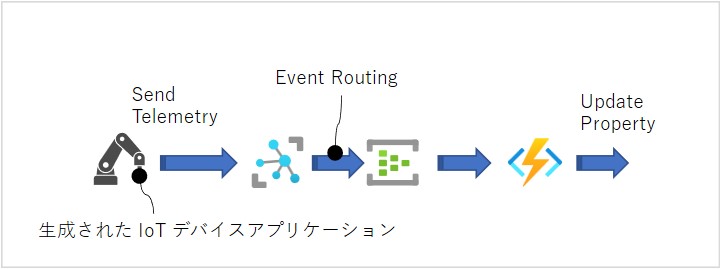 Event Routing
Send
Telemetry
Update
Property
生成された IoT デバイスアプリケーション